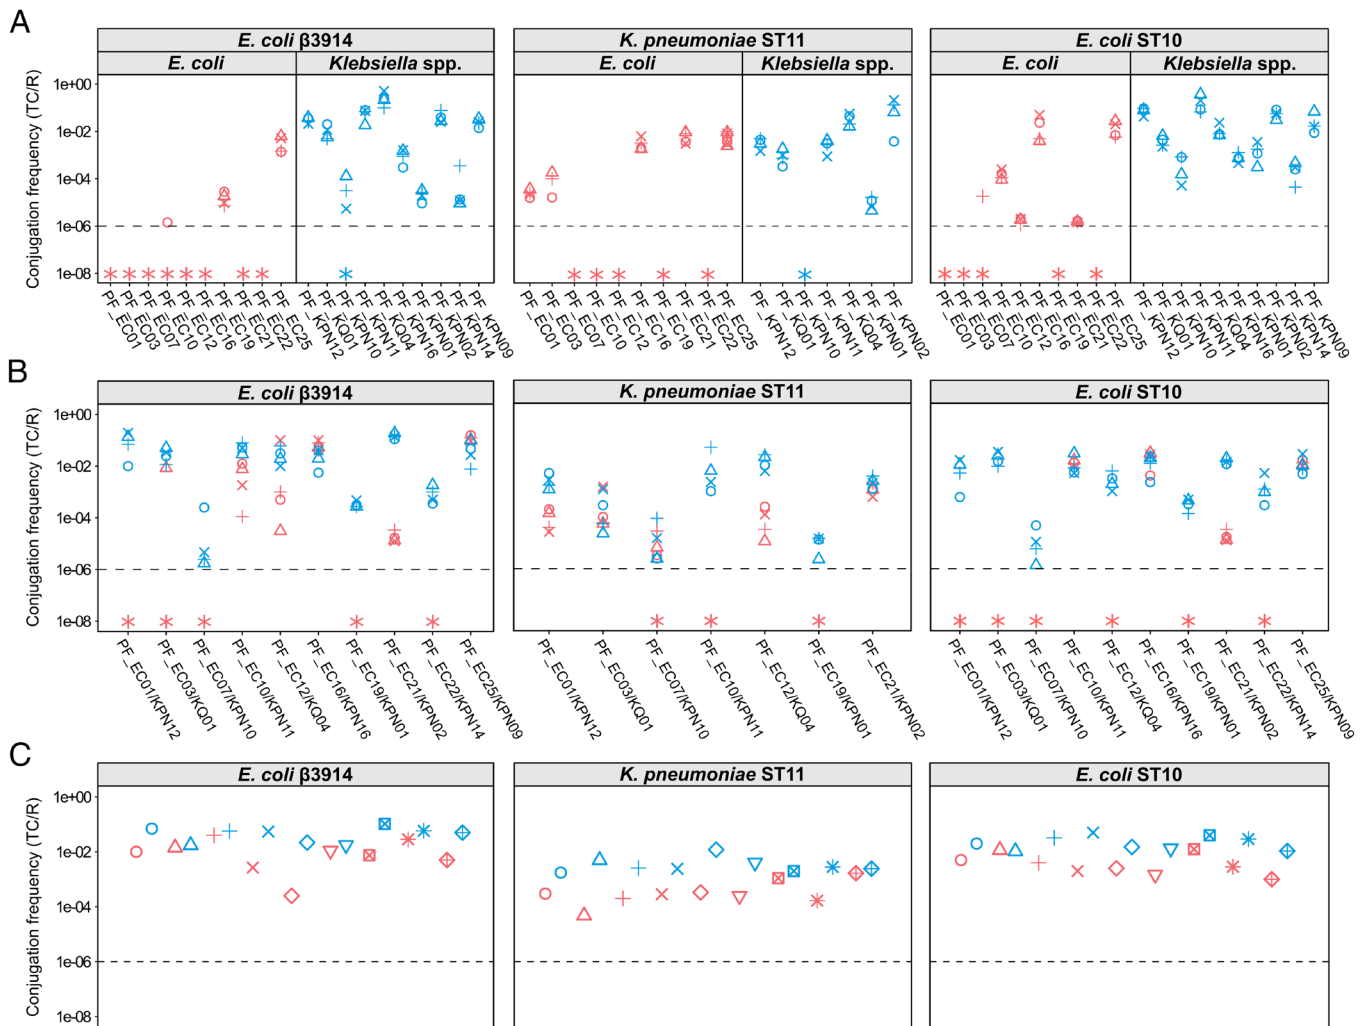 A
E. coli β3914
K. pneumoniae ST11
E. coli ST10
E. coli
Klebsiella spp.
E. coli
Klebsiella spp.
E. coli
Klebsiella spp.
Conjugation frequency (TC/R)
1e+00
1e-02
1e-04
1e-06
1e-08
PF_EC01
PF_EC03
PF_EC07
PF_EC10
PF_EC12
PF_EC16
PF_EC19
PF_EC21
PF_EC22
PF_EC25
PF_KPN12
PF_KQ01
PF_KPN10
PF_KPN11
PF_KQ04
PF_KPN16
PF_KPN01
PF_KPN02
PF_KPN14
PF_KPN09
PF_EC01
PF_EC03
PF_EC07
PF_EC10
PF_EC12
PF_EC16
PF_EC19
PF_EC21
PF_EC22
PF_EC25
PF_KPN12
PF_KQ01
PF_KPN10
PF_KPN11
PF_KQ04
PF_KPN01
PF_KPN02
PF_EC01
PF_EC03
PF_EC07
PF_EC10
PF_EC12
PF_EC16
PF_EC19
PF_EC21
PF_EC22
PF_EC25
PF_KPN12
PF_KQ01
PF_KPN10
PF_KPN11
PF_KQ04
PF_KPN16
PF_KPN01
PF_KPN02
PF_KPN14
PF_KPN09
B
E. coli β3914
K. pneumoniae ST11
E. coli ST10
Conjugation frequency (TC/R)
1e+00
1e-02
1e-04
1e-06
1e-08
PF_EC01/KPN12
PF_EC03/KQ01
PF_EC07/KPN10
PF_EC10/KPN11
PF_EC12/KQ04
PF_EC16/KPN16
PF_EC19/KPN01
PF_EC21/KPN02
PF_EC22/KPN14
PF_EC25/KPN09
PF_EC01/KPN12
PF_EC03/KQ01
PF_EC07/KPN10
PF_EC10/KPN11
PF_EC12/KQ04
PF_EC19/KPN01
PF_EC21/KPN02
PF_EC01/KPN12
PF_EC03/KQ01
PF_EC07/KPN10
PF_EC10/KPN11
PF_EC12/KQ04
PF_EC16/KPN16
PF_EC19/KPN01
PF_EC21/KPN02
PF_EC22/KPN14
PF_EC25/KPN09
C
E. coli β3914
K. pneumoniae ST11
E. coli ST10
Conjugation frequency (TC/R)
1e+00
1e-02
1e-04
1e-06
1e-08